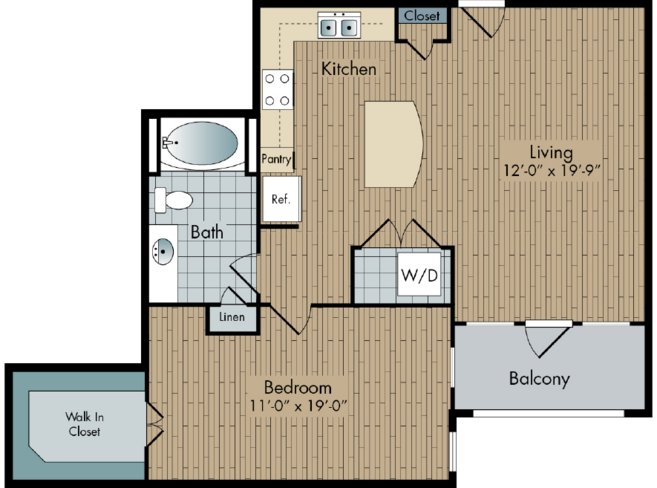 Closet
Kitchen
Living
12'-0" x 19'-9"
Pantry
Ref.
Bath
W/D
Linen
Bedroom
11'-0" x 19'-0"
Balcony
Walk In
Closet